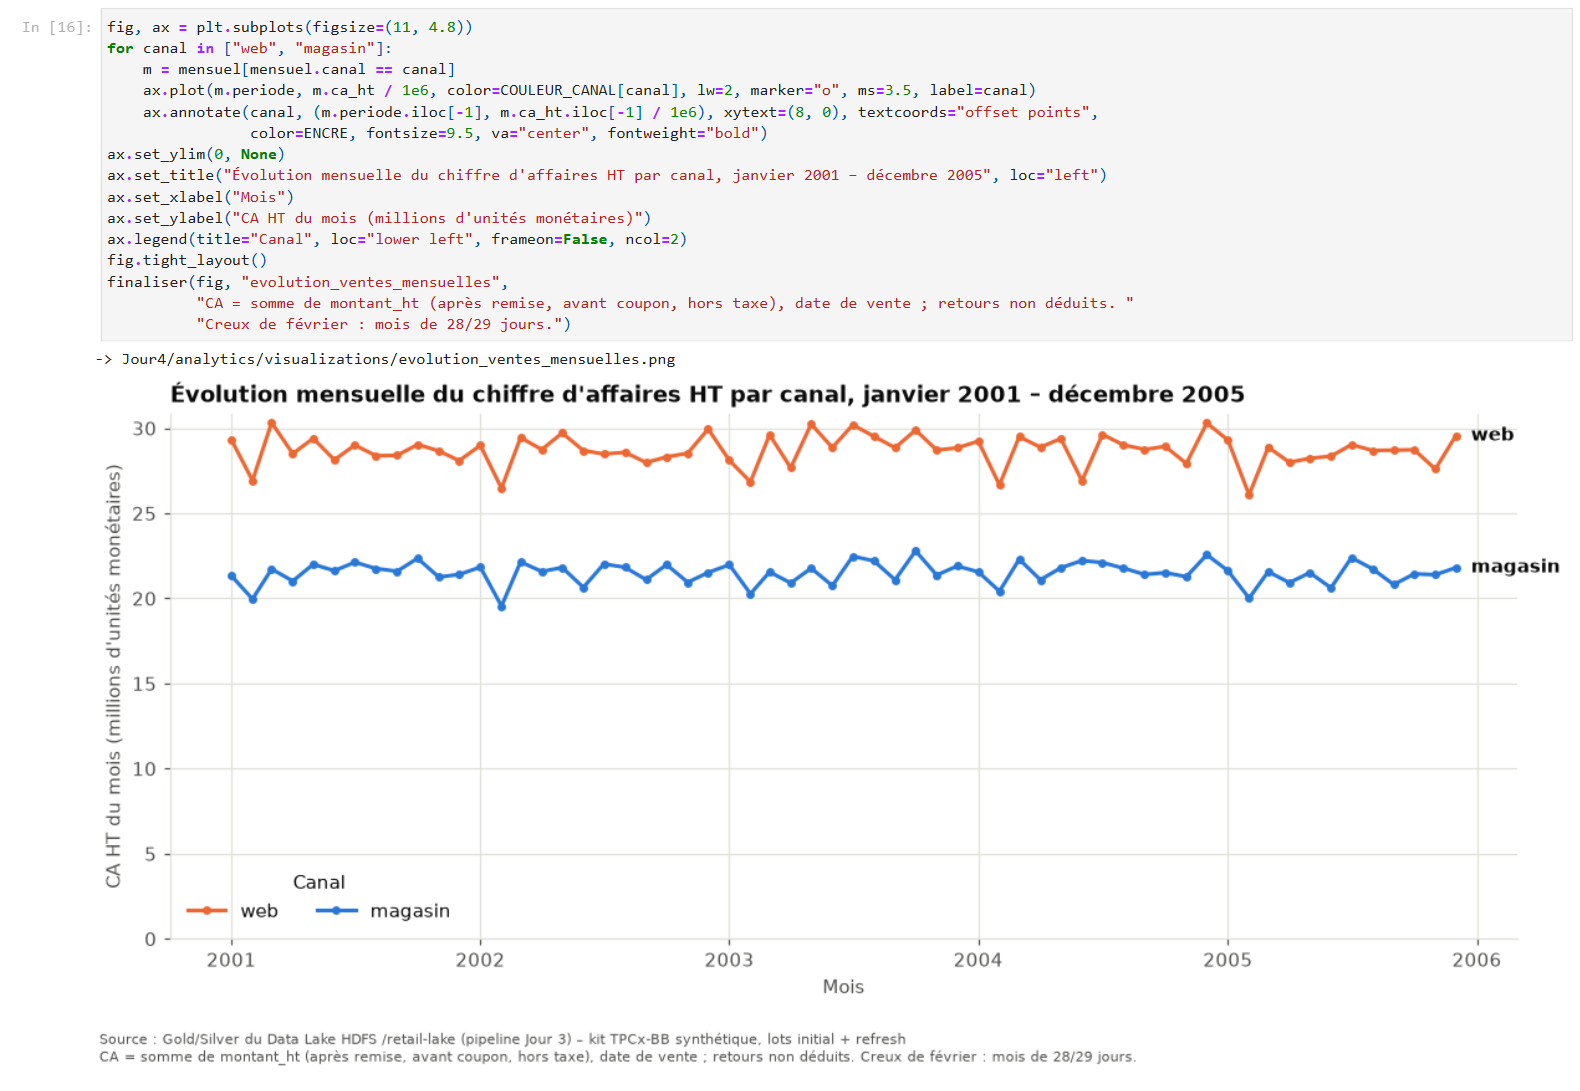 In [16]:
fig, ax = plt.subplots(figsize=(11, 4.8))
for canal in ["web", "magasin"]:
    m = mensuel[mensuel.canal == canal]
    ax.plot(m.periode, m.ca_ht / 1e6, color=COULEUR_CANAL[canal], lw=2, marker="o", ms=3.5, label=canal)
    ax.annotate(canal, (m.periode.iloc[-1], m.ca_ht.iloc[-1] / 1e6), xytext=(8, 0), textcoords="offset points",
                color=ENCRE, fontsize=9.5, va="center", fontweight="bold")
ax.set_ylim(0, None)
ax.set_title("Évolution mensuelle du chiffre d'affaires HT par canal, janvier 2001 – décembre 2005", loc="left")
ax.set_xlabel("Mois")
ax.set_ylabel("CA HT du mois (millions d'unités monétaires)")
ax.legend(title="Canal", loc="lower left", frameon=False, ncol=2)
fig.tight_layout()
finaliser(fig, "evolution_ventes_mensuelles",
          "CA = somme de montant_ht (après remise, avant coupon, hors taxe), date de vente ; retours non déduits. "
          "Creux de février : mois de 28/29 jours.")
-> Jour4/analytics/visualizations/evolution_ventes_mensuelles.png
Évolution mensuelle du chiffre d'affaires HT par canal, janvier 2001 – décembre 2005
CA HT du mois (millions d'unités monétaires)
30
25
20
15
10
5
0
web
magasin
Canal
web magasin
2001 2002 2003 2004 2005 2006
Mois
Source : Gold/Silver du Data Lake HDFS /retail-lake (pipeline Jour 3) – kit TPCx-BB synthétique, lots initial + refresh
CA = somme de montant_ht (après remise, avant coupon, hors taxe), date de vente ; retours non déduits. Creux de février : mois de 28/29 jours.